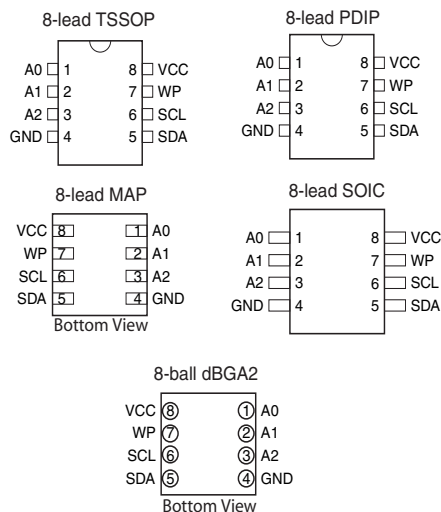 8-lead TSSOP
A0 1 8 VCC
A1 2 7 WP
A2 3 6 SCL
GND 4 5 SDA
8-lead PDIP
A0 1 8 VCC
A1 2 7 WP
A2 3 6 SCL
GND 4 5 SDA
8-lead MAP
VCC 8 1 A0
WP 7 2 A1
SCL 6 3 A2
SDA 5 4 GND
Bottom View
8-lead SOIC
A0 1 8 VCC
A1 2 7 WP
A2 3 6 SCL
GND 4 5 SDA
8-ball dBGA2
VCC 8 1 A0
WP 7 2 A1
SCL 6 3 A2
SDA 5 4 GND
Bottom View